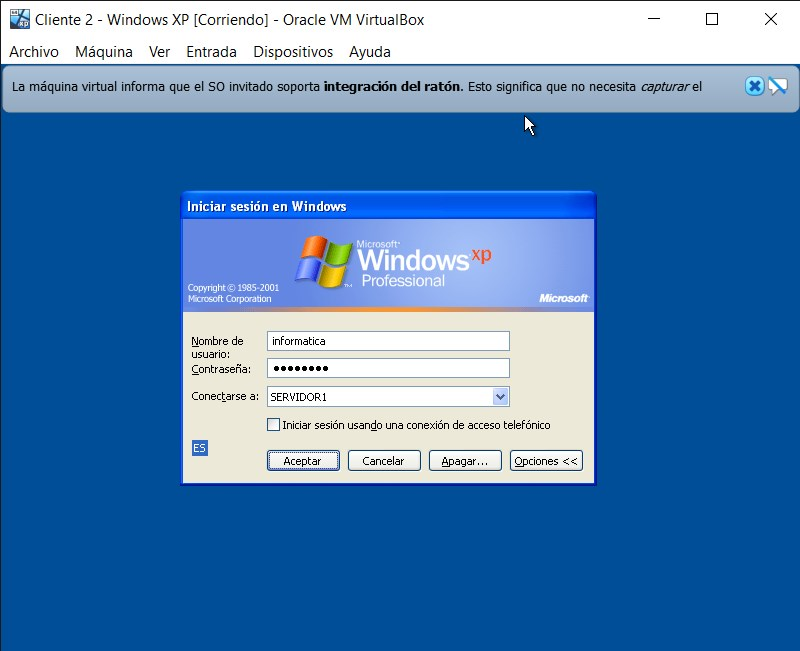 Cliente 2 - Windows XP [Corriendo] - Oracle VM VirtualBox
Archivo Máquina Ver Entrada Dispositivos Ayuda
La máquina virtual informa que el SO invitado soporta integración del ratón. Esto significa que no necesita capturar el
Iniciar sesión en Windows
Microsoft
Windows xp
Professional
Copyright © 1985-2001
Microsoft Corporation
Microsoft
Nombre de usuario: informatica
Contraseña: ●●●●●●●●
Conectarse a: SERVIDOR1
Iniciar sesión usando una conexión de acceso telefónico
ES
Aceptar Cancelar Apagar... Opciones <<